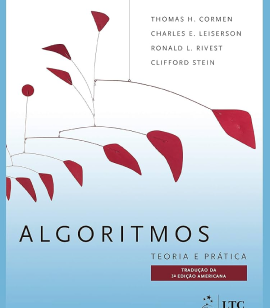 THOMAS H. CORMEN
CHARLES E. LEISERSON
RONALD L. RIVEST
CLIFFORD STEIN
ALGORITMOS
TEORIA E PRÁTICA
TRADUÇÃO DA
3ª EDIÇÃO AMERICANA
LTC